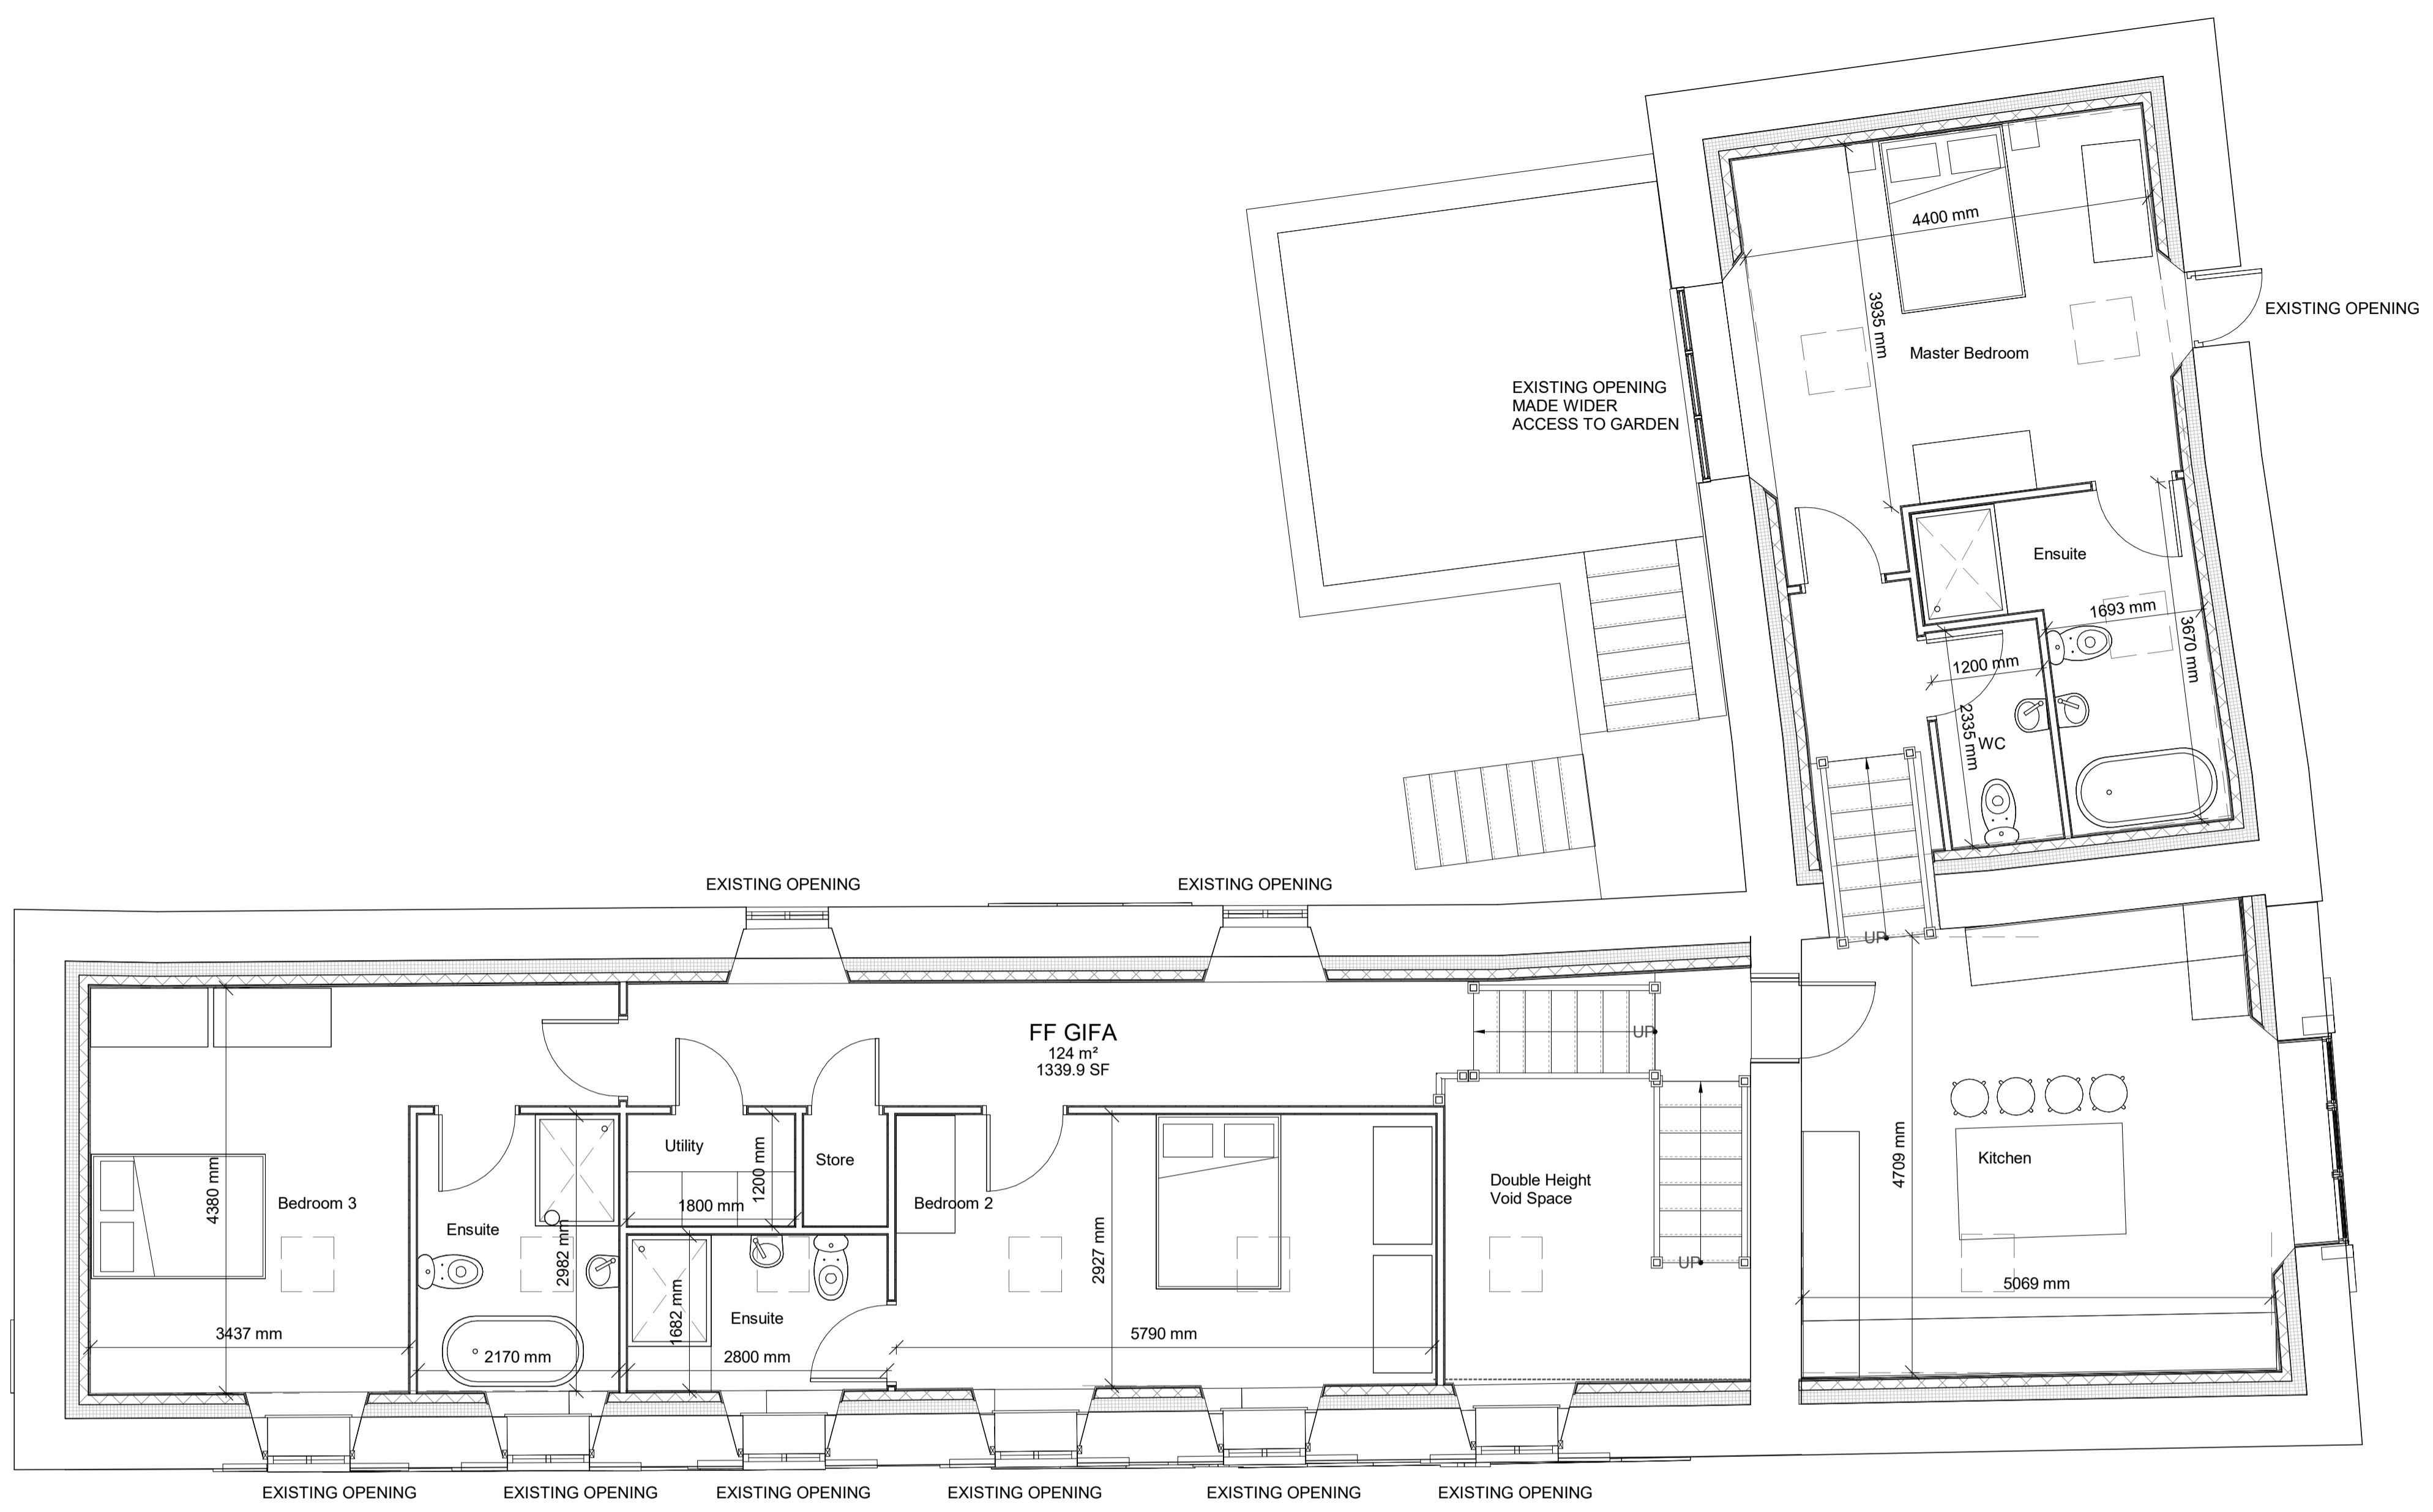 4400 mm
3935 mm
EXISTING OPENING
Master Bedroom
EXISTING OPENING
MADE WIDER
ACCESS TO GARDEN
Ensuite
1693 mm
3670 mm
1200 mm
2335 mm
WC
EXISTING OPENING
EXISTING OPENING
UP
FF GIFA
124 m²
1339.9 SF
UP
Utility
Store
1200 mm
1800 mm
Bedroom 3
4380 mm
Ensuite
2982 mm
Bedroom 2
2927 mm
Double Height
Void Space
UP
4709 mm
Kitchen
5069 mm
1682 mm
Ensuite
3437 mm
2170 mm
2800 mm
5790 mm
EXISTING OPENING
EXISTING OPENING
EXISTING OPENING
EXISTING OPENING
EXISTING OPENING
EXISTING OPENING